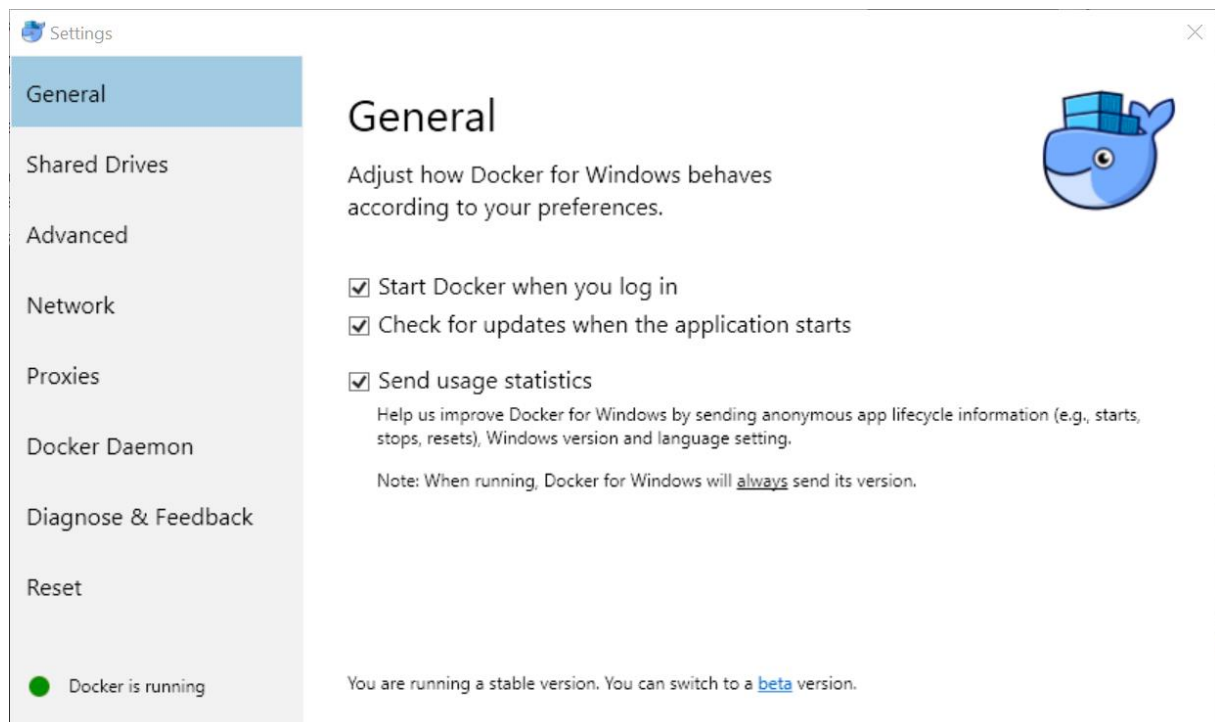 Settings
General
Shared Drives
Advanced
Network
Proxies
Docker Daemon
Diagnose & Feedback
Reset
Docker is running
General
Adjust how Docker for Windows behaves
according to your preferences.
Start Docker when you log in
Check for updates when the application starts
Send usage statistics
Help us improve Docker for Windows by sending anonymous app lifecycle information (e.g., starts,
stops, resets), Windows version and language setting.
Note: When running, Docker for Windows will always send its version.
You are running a stable version. You can switch to a beta version.